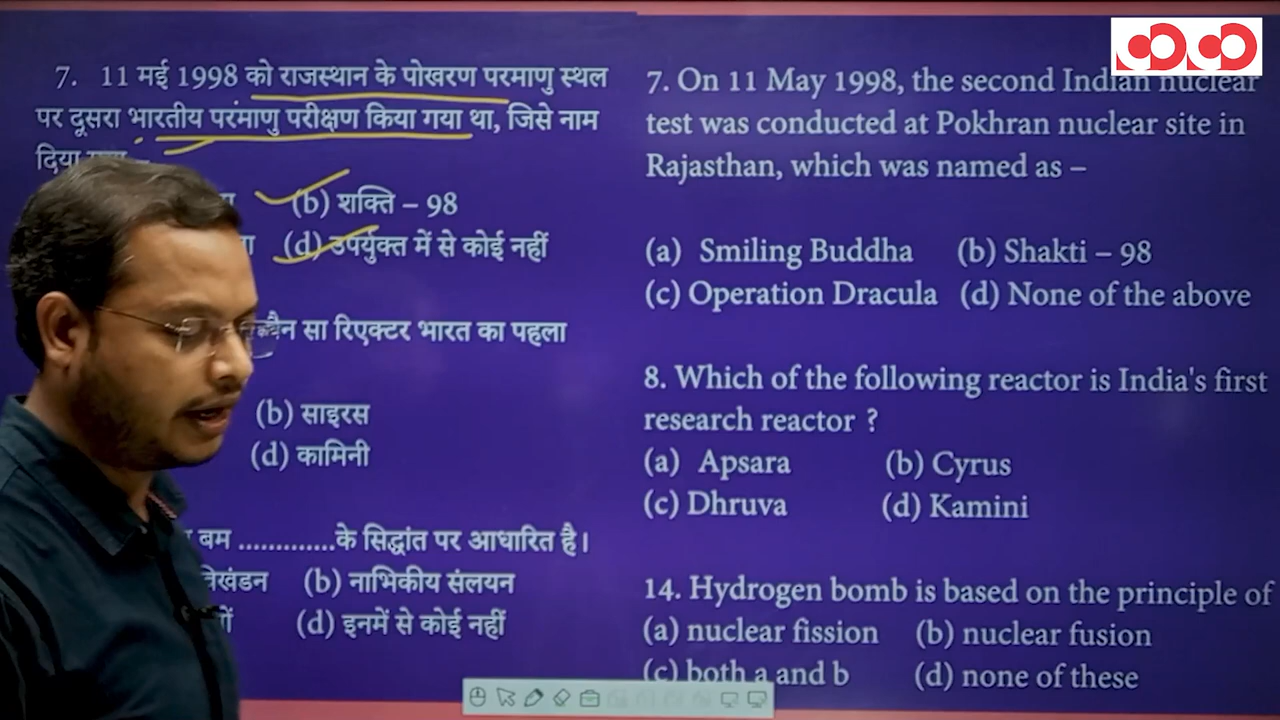 7. 11 मई 1998 को राजस्थान के पोखरण परमाणु स्थल
पर दूसरा भारतीय परंमाणु परीक्षण किया गया था, जिसे नाम
दिया
(b) शक्ति – 98
(d) उपर्युक्त में से कोई नहीं
कौन सा रिएक्टर भारत का पहला
(b) साइरस
(d) कामिनी
बम .............के सिद्धांत पर आधारित है।
(b) नाभिकीय संलयन
(d) इनमें से कोई नहीं
7. On 11 May 1998, the second Indian nuclear
test was conducted at Pokhran nuclear site in
Rajasthan, which was named as –
(a) Smiling Buddha (b) Shakti – 98
(c) Operation Dracula (d) None of the above
8. Which of the following reactor is India's first
research reactor ?
(a) Apsara (b) Cyrus
(c) Dhruva (d) Kamini
14. Hydrogen bomb is based on the principle of
(a) nuclear fission (b) nuclear fusion
(c) both a and b (d) none of these